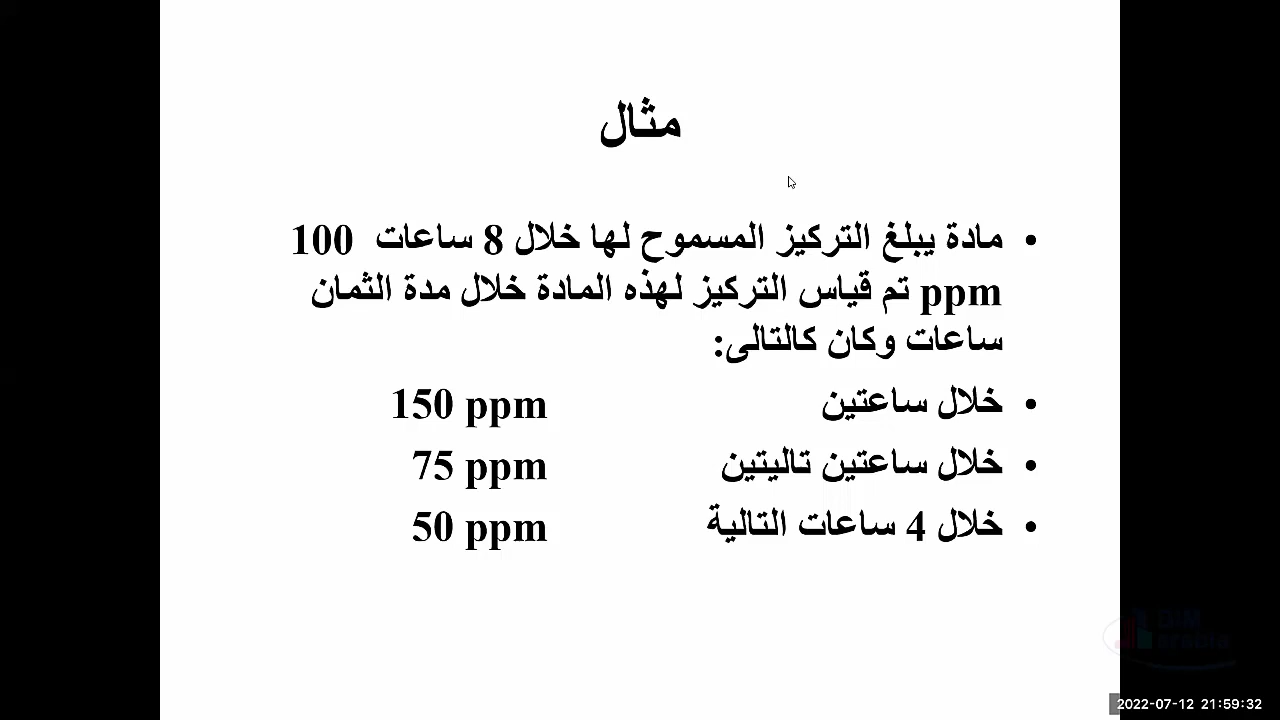 مثال
• مادة يبلغ التركيز المسموح لها خلال 8 ساعات 100
ppm تم قياس التركيز لهذه المادة خلال مدة الثمان
ساعات وكان كالتالى:
• خلال ساعتين 150 ppm
• خلال ساعتين تاليتين 75 ppm
• خلال 4 ساعات التالية 50 ppm
BIM
arabia
2022-07-12 21:59:32